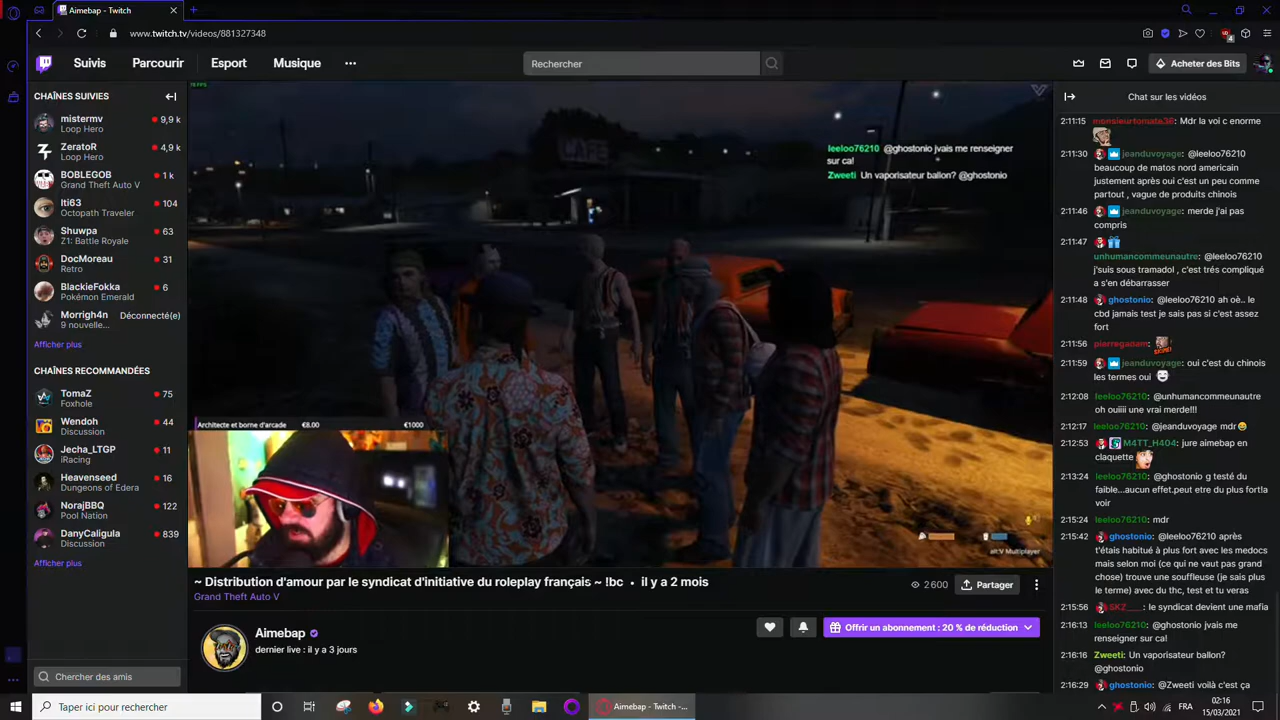 Aimebap - Twitch
www.twitch.tv/videos/881327348
4
Suivis
Parcourir
Esport
Musique
Rechercher
Acheter des Bits
CHAÎNES SUIVIES
mistermv
9,9 k
Loop Hero
ZeratoR
7,9 k
Loop Hero
BOBLEGOB
1 k
Grand Theft Auto V
Iti63
104
Octopath Traveler
Shuwpa
63
Z1: Battle Royale
DocMoreau
31
Retro
BlackieFokka
6
Pokémon Emerald
Morrigh4n
Déconnecté(e)
9 nouvelle...
Afficher plus
CHAÎNES RECOMMANDÉES
TomaZ
75
Foxhole
Wendoh
44
Discussion
Jecha_LTGP
11
iRacing
Heavenseed
16
Dungeons of Edera
NorajBBQ
122
Pool Nation
DanyCaligula
839
Discussion
Afficher plus
Chercher des amis
78 FPS
leeloo76210 @ghostonio jvais me renseigner
sur ca!
Zweeti Un vaporisateur ballon? @ghostonio
Architecte et borne d'arcade €8.00 €1000
alt:V Multiplayer
~ Distribution d'amour par le syndicat d'initiative du roleplay français ~ !bc • il y a 2 mois
Grand Theft Auto V
2 600
Partager
Aimebap
dernier live : il y a 3 jours
Offrir un abonnement : 20 % de réduction
Chat sur les vidéos
2:11:15 monsieurtomate36: Mdr la voi c enorme
2:11:30 jeanduvoyage: @leeloo76210
beaucoup de matos nord americain
justement après oui c'est un peu comme
partout , vague de produits chinois
2:11:46 jeanduvoyage: merde j'ai pas
compris
2:11:47
unhumancommeunautre: @leeloo76210
j'suis sous tramadol , c'est trés compliqué
a s'en débarrasser
2:11:48 ghostonio: @leeloo76210 ah oè.. le
cbd jamais test je sais pas si c'est assez
fort
2:11:56 pierregadam:
2:11:59 jeanduvoyage: oui c'est du chinois
les termes oui
2:12:08 leeloo76210: @unhumancommeunautre
oh ouiiii une vrai merde!!!
2:12:17 leeloo76210: @jeanduvoyage mdr😅
2:12:53 M4TT_H404: jure aimebap en
claquette
2:13:24 leeloo76210: @ghostonio g testé du
faible...aucun effet.peut etre du plus fort!a
voir
2:15:24 leeloo76210: mdr
2:15:42 ghostonio: @leeloo76210 après
t'étais habitué à plus fort avec les medocs
mais selon moi (ce qui ne vaut pas grand
chose) trouve une souffleuse (je sais plus
le terme) avec du thc, test et tu veras
2:15:56 SKZ___: le syndicat devient une mafia
2:16:13 leeloo76210: @ghostonio jvais me
renseigner sur ca!
2:16:16 Zweeti: Un vaporisateur ballon?
@ghostonio
2:16:29 ghostonio: @Zweeti voilà c'est ça
Taper ici pour rechercher
Aimebap - Twitch -...
FRA
02:16
15/03/2021